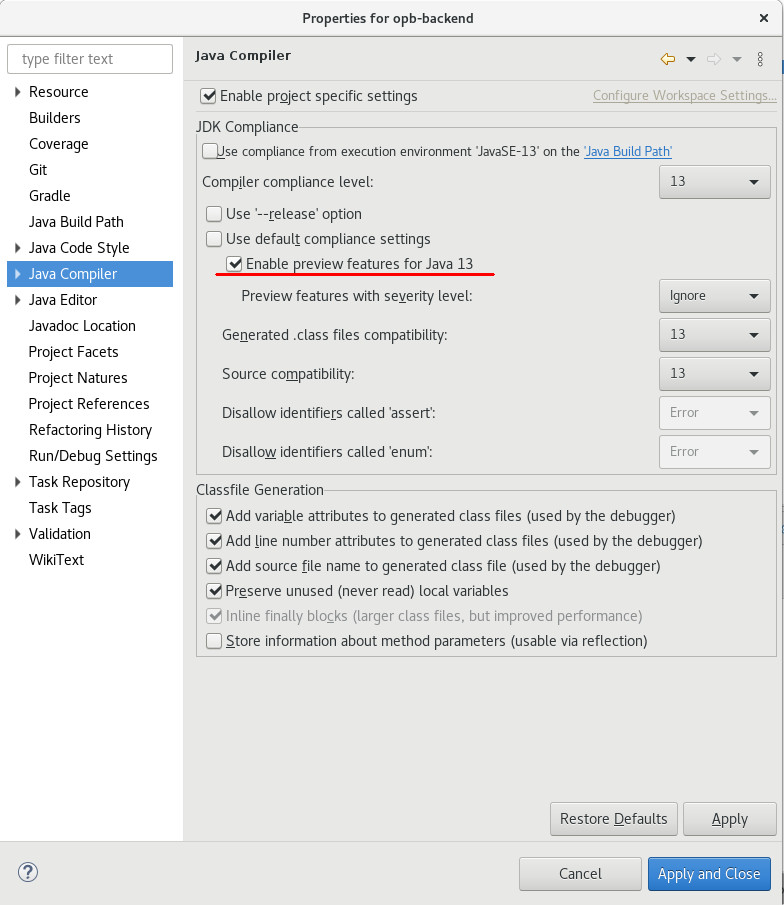 Properties for opb-backend
type filter text
Resource
Builders
Coverage
Git
Gradle
Java Build Path
Java Code Style
Java Compiler
Java Editor
Javadoc Location
Project Facets
Project Natures
Project References
Refactoring History
Run/Debug Settings
Task Repository
Task Tags
Validation
WikiText
Java Compiler
Enable project specific settings
Configure Workspace Settings...
JDK Compliance
Use compliance from execution environment 'JavaSE-13' on the 'Java Build Path'
Compiler compliance level: 13
Use '--release' option
Use default compliance settings
Enable preview features for Java 13
Preview features with severity level: Ignore
Generated .class files compatibility: 13
Source compatibility: 13
Disallow identifiers called 'assert': Error
Disallow identifiers called 'enum': Error
Classfile Generation
Add variable attributes to generated class files (used by the debugger)
Add line number attributes to generated class files (used by the debugger)
Add source file name to generated class file (used by the debugger)
Preserve unused (never read) local variables
Inline finally blocks (larger class files, but improved performance)
Store information about method parameters (usable via reflection)
Restore Defaults
Apply
Cancel
Apply and Close